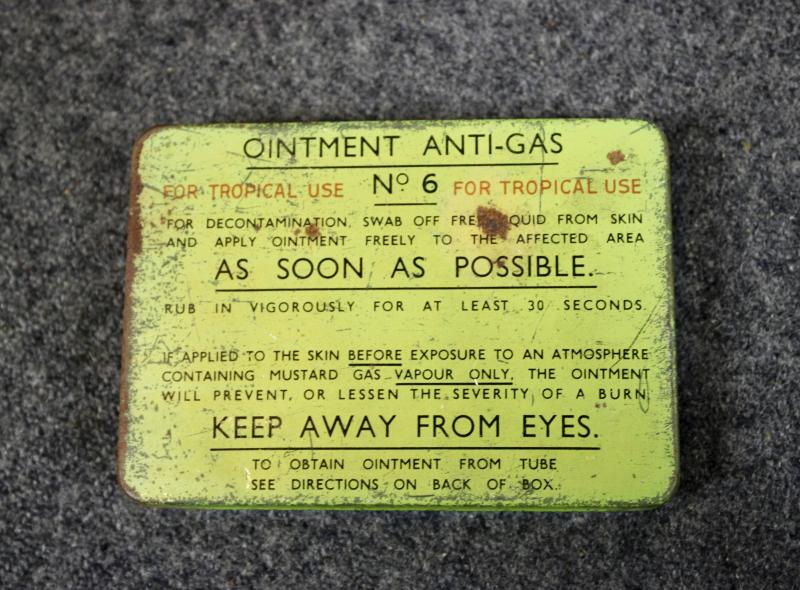 OINTMENT ANTI-GAS
FOR TROPICAL USE Nº 6 FOR TROPICAL USE
FOR DECONTAMINATION, SWAB OFF FREE LIQUID FROM SKIN
AND APPLY OINTMENT FREELY TO THE AFFECTED AREA
AS SOON AS POSSIBLE.
RUB IN VIGOROUSLY FOR AT LEAST 30 SECONDS.
IF APPLIED TO THE SKIN BEFORE EXPOSURE TO AN ATMOSPHERE
CONTAINING MUSTARD GAS VAPOUR ONLY, THE OINTMENT
WILL PREVENT, OR LESSEN THE SEVERITY OF A BURN.
KEEP AWAY FROM EYES.
TO OBTAIN OINTMENT FROM TUBE
SEE DIRECTIONS ON BACK OF BOX.